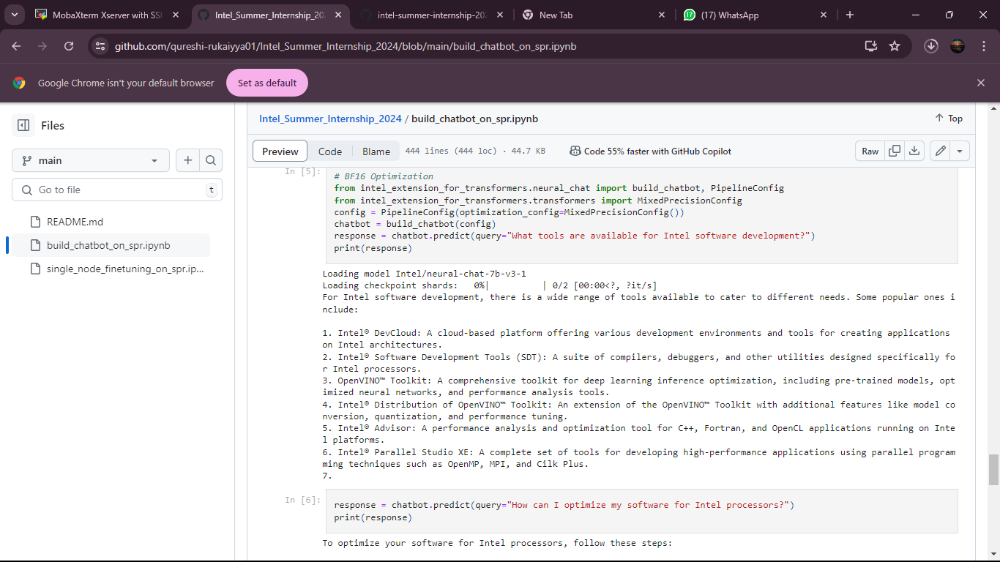 MobaXterm Xserver with SSH
Intel_Summer_Internship_202
intel-summer-internship-202
New Tab
17
(17) WhatsApp
github.com/qureshi-rukaiyya01/Intel_Summer_Internship_2024/blob/main/build_chatbot_on_spr.ipynb
Google Chrome isn't your default browser
Set as default
Files
Intel_Summer_Internship_2024 / build_chatbot_on_spr.ipynb
Top
main
Preview
Code
Blame
444 lines (444 loc) · 44.7 KB
Code 55% faster with GitHub Copilot
Raw
Go to file
t
README.md
build_chatbot_on_spr.ipynb
single_node_finetuning_on_spr.ip...
In [5]:
# BF16 Optimization
from intel_extension_for_transformers.neural_chat import build_chatbot, PipelineConfig
from intel_extension_for_transformers.transformers import MixedPrecisionConfig
config = PipelineConfig(optimization_config=MixedPrecisionConfig())
chatbot = build_chatbot(config)
response = chatbot.predict(query="What tools are available for Intel software development?")
print(response)
Loading model Intel/neural-chat-7b-v3-1
Loading checkpoint shards:   0%|          | 0/2 [00:00<?, ?it/s]
For Intel software development, there is a wide range of tools available to cater to different needs. Some popular ones i
nclude:
1. Intel® DevCloud: A cloud-based platform offering various development environments and tools for creating applications
on Intel architectures.
2. Intel® Software Development Tools (SDT): A suite of compilers, debuggers, and other utilities designed specifically fo
r Intel processors.
3. OpenVINO™ Toolkit: A comprehensive toolkit for deep learning inference optimization, including pre-trained models, opt
imized neural networks, and performance analysis tools.
4. Intel® Distribution of OpenVINO™ Toolkit: An extension of the OpenVINO™ Toolkit with additional features like model co
nversion, quantization, and performance tuning.
5. Intel® Advisor: A performance analysis and optimization tool for C++, Fortran, and OpenCL applications running on Inte
l platforms.
6. Intel® Parallel Studio XE: A complete set of tools for developing high-performance applications using parallel program
ming techniques such as OpenMP, MPI, and Cilk Plus.
7.
In [6]:
response = chatbot.predict(query="How can I optimize my software for Intel processors?")
print(response)
To optimize your software for Intel processors, follow these steps: